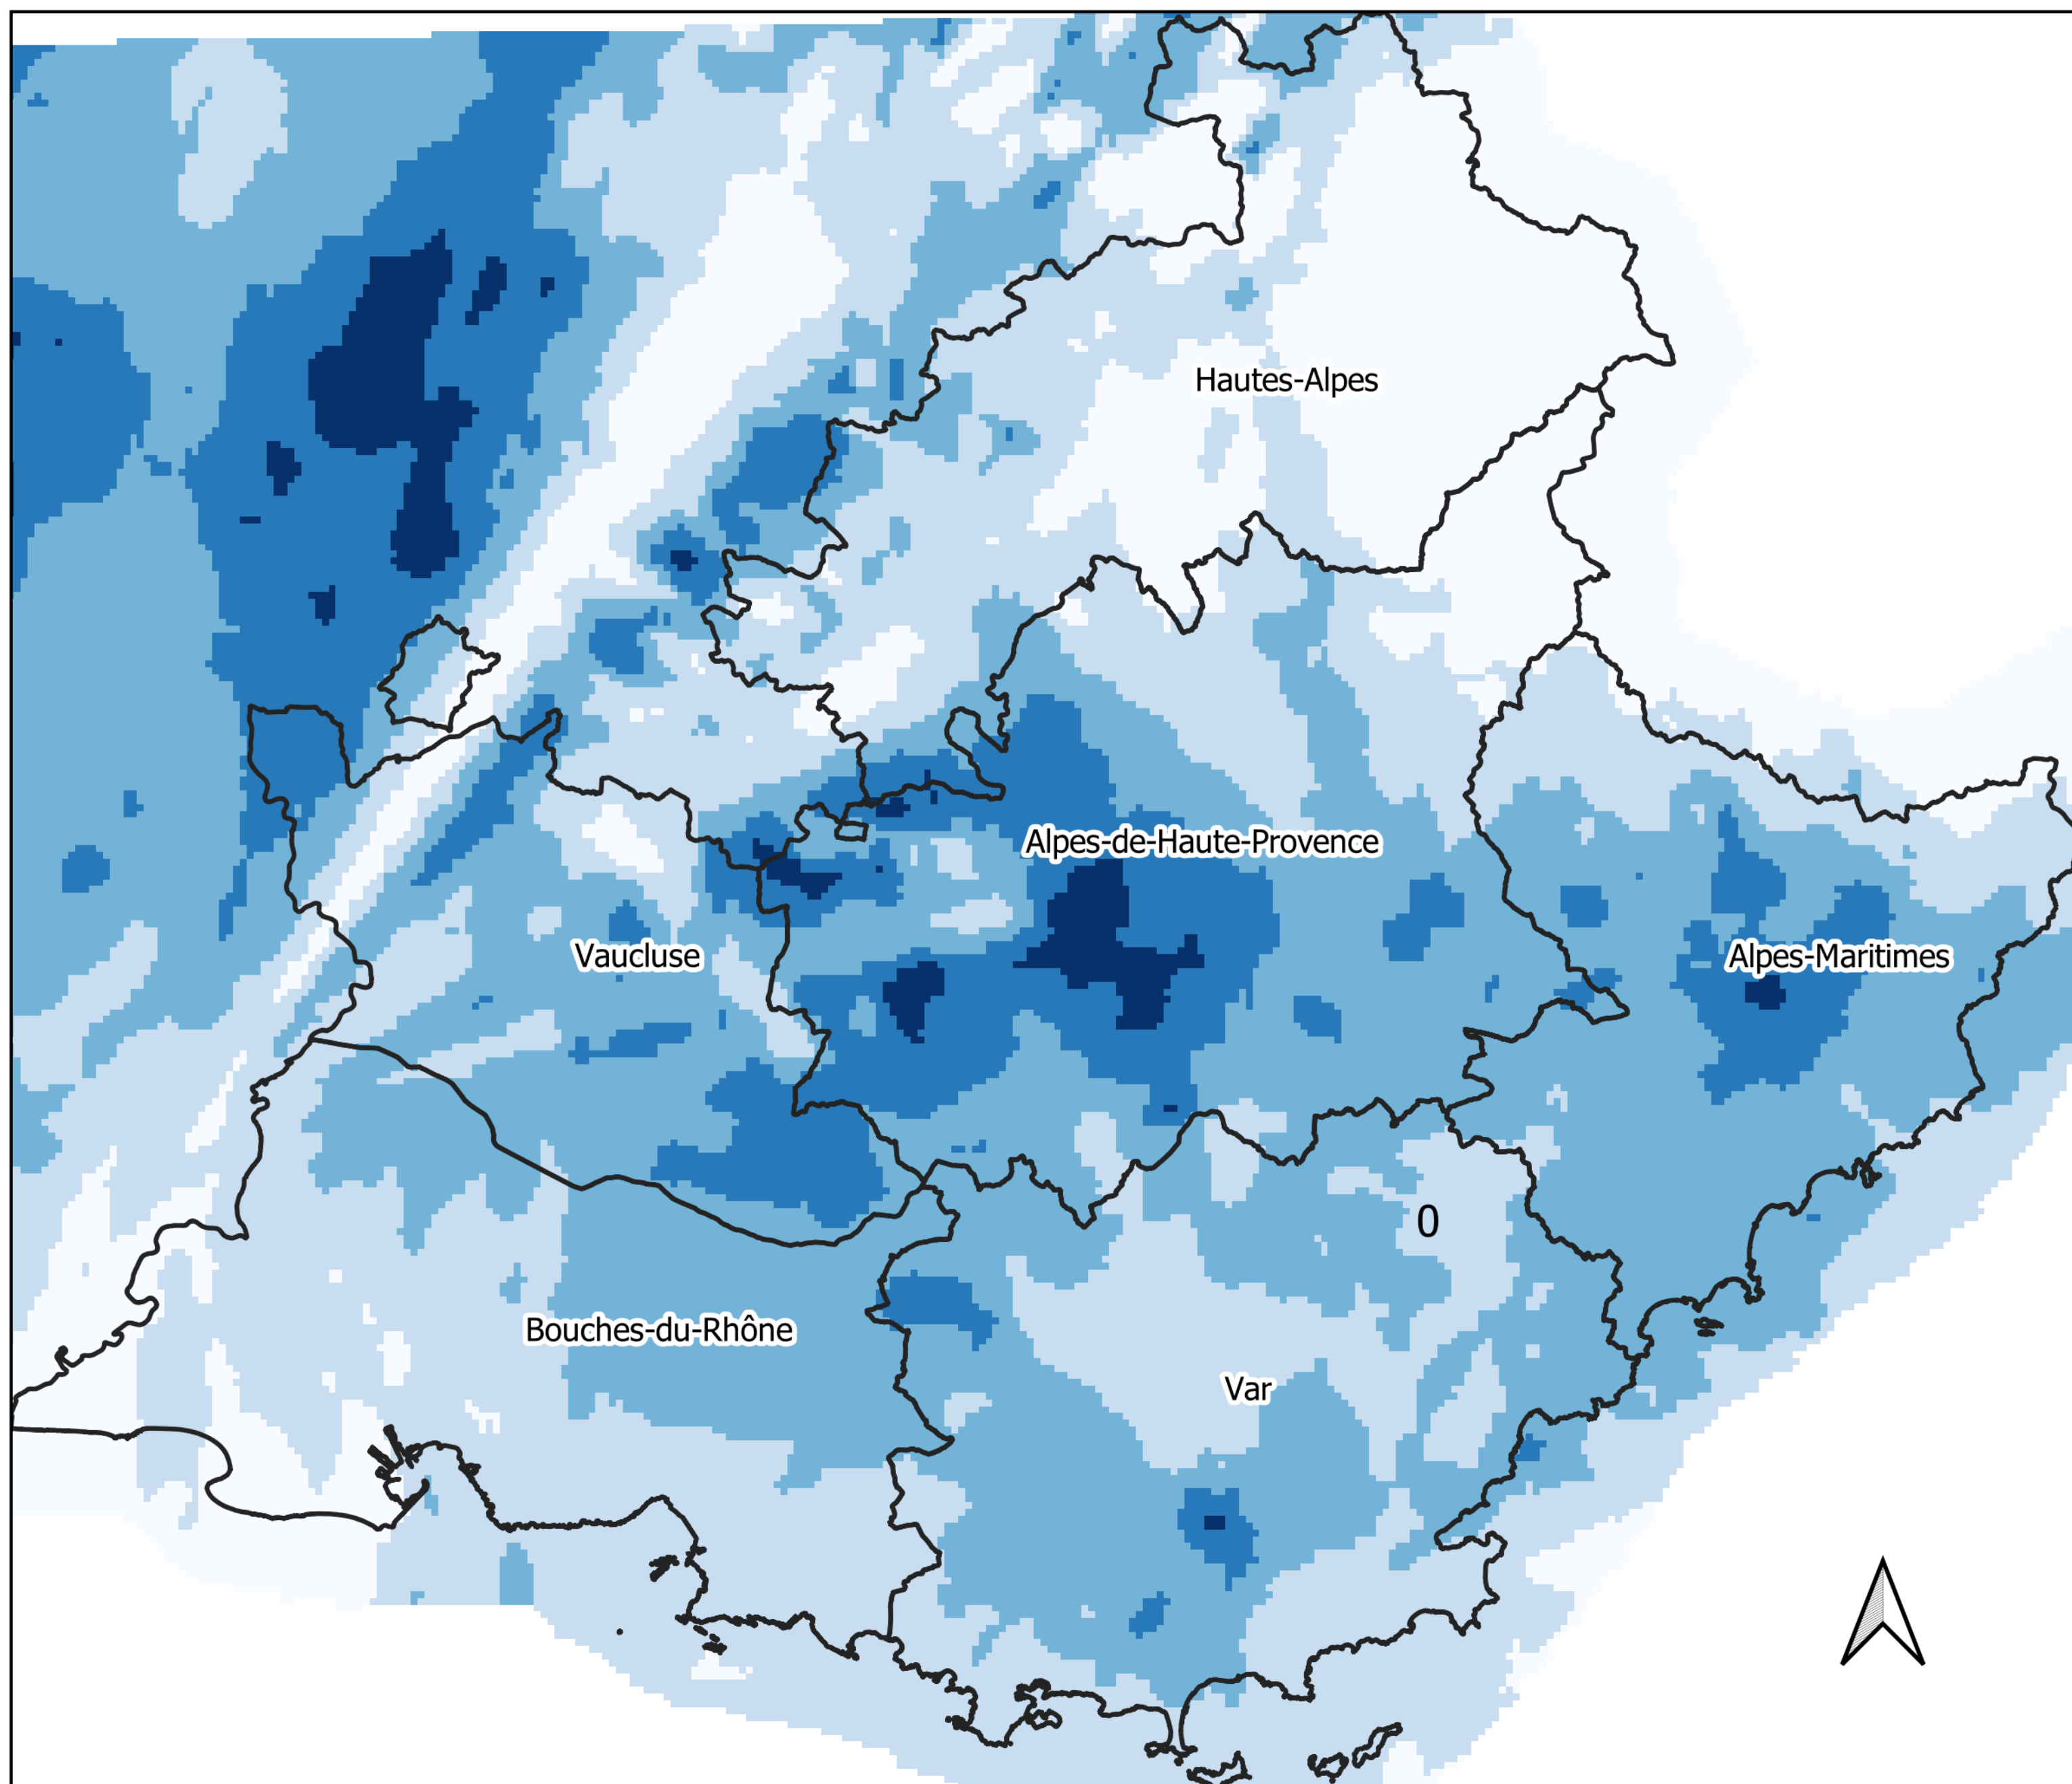 Hautes-Alpes
Alpes-de-Haute-Provence
Vaucluse
Alpes-Maritimes
0
Bouches-du-Rhône
Var